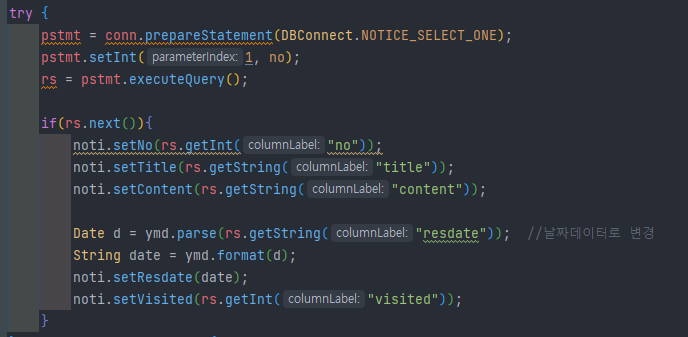 try {
pstmt = conn.prepareStatement(DBConnect.NOTICE_SELECT_ONE);
pstmt.setInt( parameterIndex: 1, no);
rs = pstmt.executeQuery();
if(rs.next()){
noti.setNo(rs.getInt( columnLabel: "no"));
noti.setTitle(rs.getString( columnLabel: "title"));
noti.setContent(rs.getString( columnLabel: "content"));
Date d = ymd.parse(rs.getString( columnLabel: "resdate")); //날짜데이터로 변경
String date = ymd.format(d);
noti.setResdate(date);
noti.setVisited(rs.getInt( columnLabel: "visited"));
}